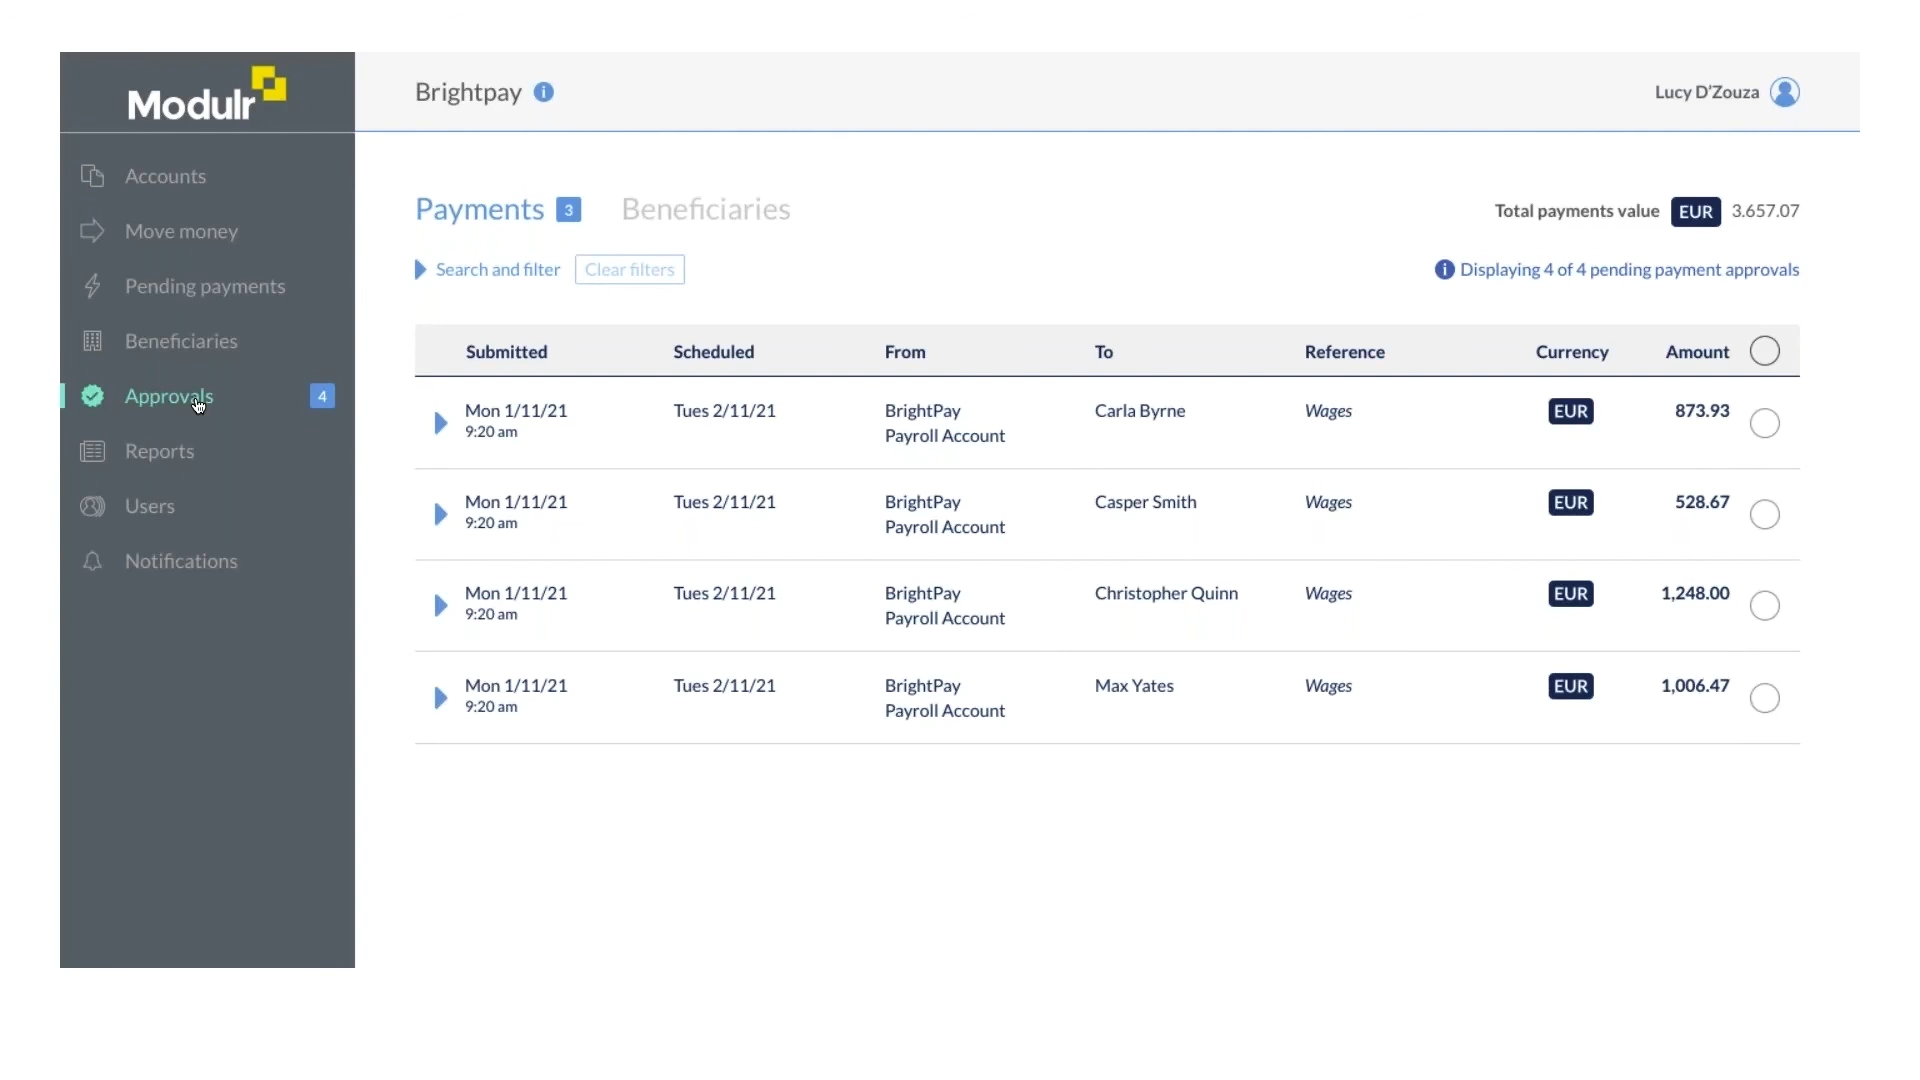 Modulr
Brightpay
Lucy D'Zouza
Accounts
Move money
Pending payments
Beneficiaries
Approvals 4
Reports
Users
Notifications
Payments 3 Beneficiaries
Total payments value EUR 3.657.07
Search and filter Clear filters
Displaying 4 of 4 pending payment approvals
Submitted Scheduled From To Reference Currency Amount
Mon 1/11/21 Tues 2/11/21 BrightPay Carla Byrne Wages EUR 873.93
9:20 am Payroll Account
Mon 1/11/21 Tues 2/11/21 BrightPay Casper Smith Wages EUR 528.67
9:20 am Payroll Account
Mon 1/11/21 Tues 2/11/21 BrightPay Christopher Quinn Wages EUR 1,248.00
9:20 am Payroll Account
Mon 1/11/21 Tues 2/11/21 BrightPay Max Yates Wages EUR 1,006.47
9:20 am Payroll Account